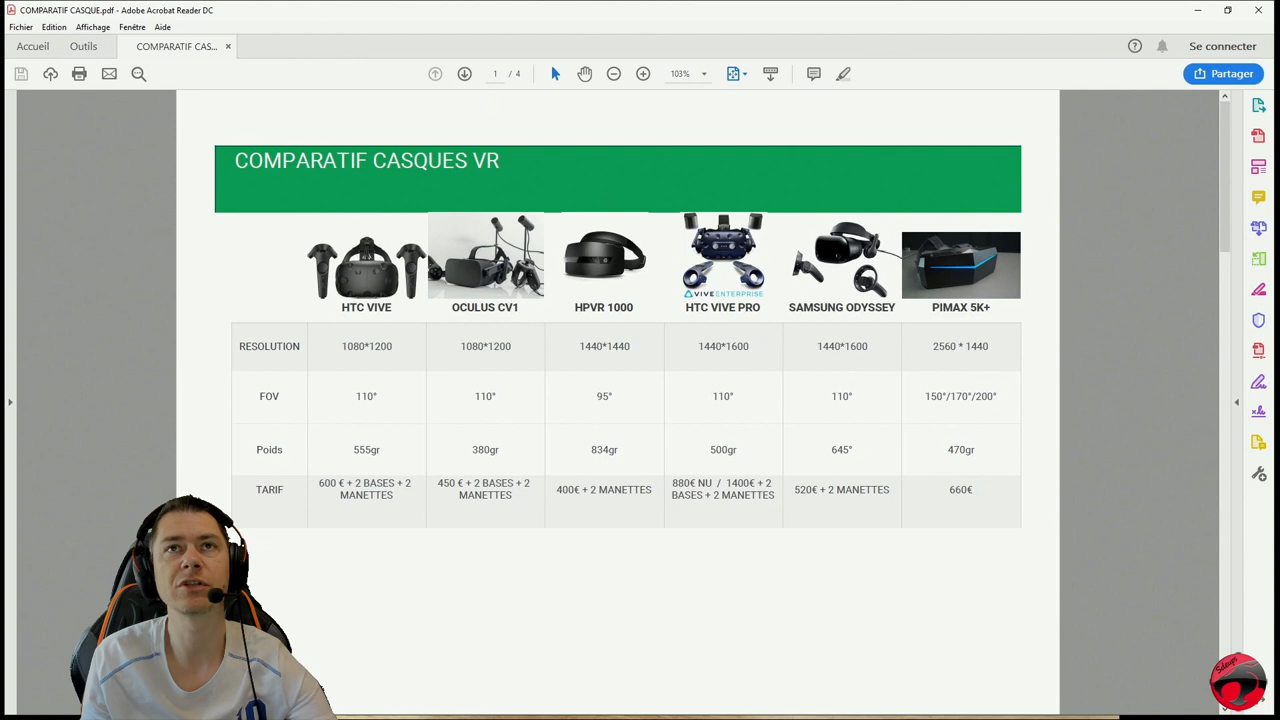 COMPARATIF CASQUE.pdf - Adobe Acrobat Reader DC
Fichier Edition Affichage Fenêtre Aide
Accueil Outils COMPARATIF CAS... × Se connecter
1 / 4 103% Partager
COMPARATIF CASQUES VR
VIVEENTERPRISE
HTC VIVE OCULUS CV1 HPVR 1000 HTC VIVE PRO SAMSUNG ODYSSEY PIMAX 5K+
RESOLUTION 1080*1200 1080*1200 1440*1440 1440*1600 1440*1600 2560 * 1440
FOV 110° 110° 95° 110° 110° 150°/170°/200°
Poids 555gr 380gr 834gr 500gr 645° 470gr
TARIF 600 € + 2 BASES + 2 MANETTES 450 € + 2 BASES + 2 MANETTES 400€ + 2 MANETTES 880€ NU / 1400€ + 2 BASES + 2 MANETTES 520€ + 2 MANETTES 660€